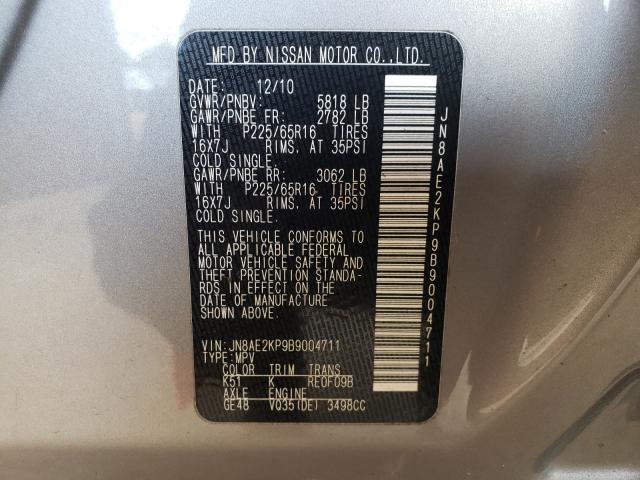 MFD BY NISSAN MOTOR CO.,LTD.
DATE: 12/10
GVWR/PNBV: 5818 LB
GAWR/PNBE FR: 2782 LB
WITH P225/65R16 TIRES
16X7J RIMS, AT 35PSI
COLD SINGLE.
GAWR/PNBE RR: 3062 LB
WITH P225/65R16 TIRES
16X7J RIMS, AT 35PSI
COLD SINGLE.
THIS VEHICLE CONFORMS TO
ALL APPLICABLE FEDERAL
MOTOR VEHICLE SAFETY AND
THEFT PREVENTION STANDA-
RDS IN EFFECT ON THE
DATE OF MANUFACTURE
SHOWN ABOVE.
VIN:JN8AE2KP9B9004711
TYPE:MPV
COLOR TRIM TRANS
K51 K RE0F09B
AXLE ENGINE
GE48 VQ35(DE) 3498CC
JN8AE2KP9B9004711